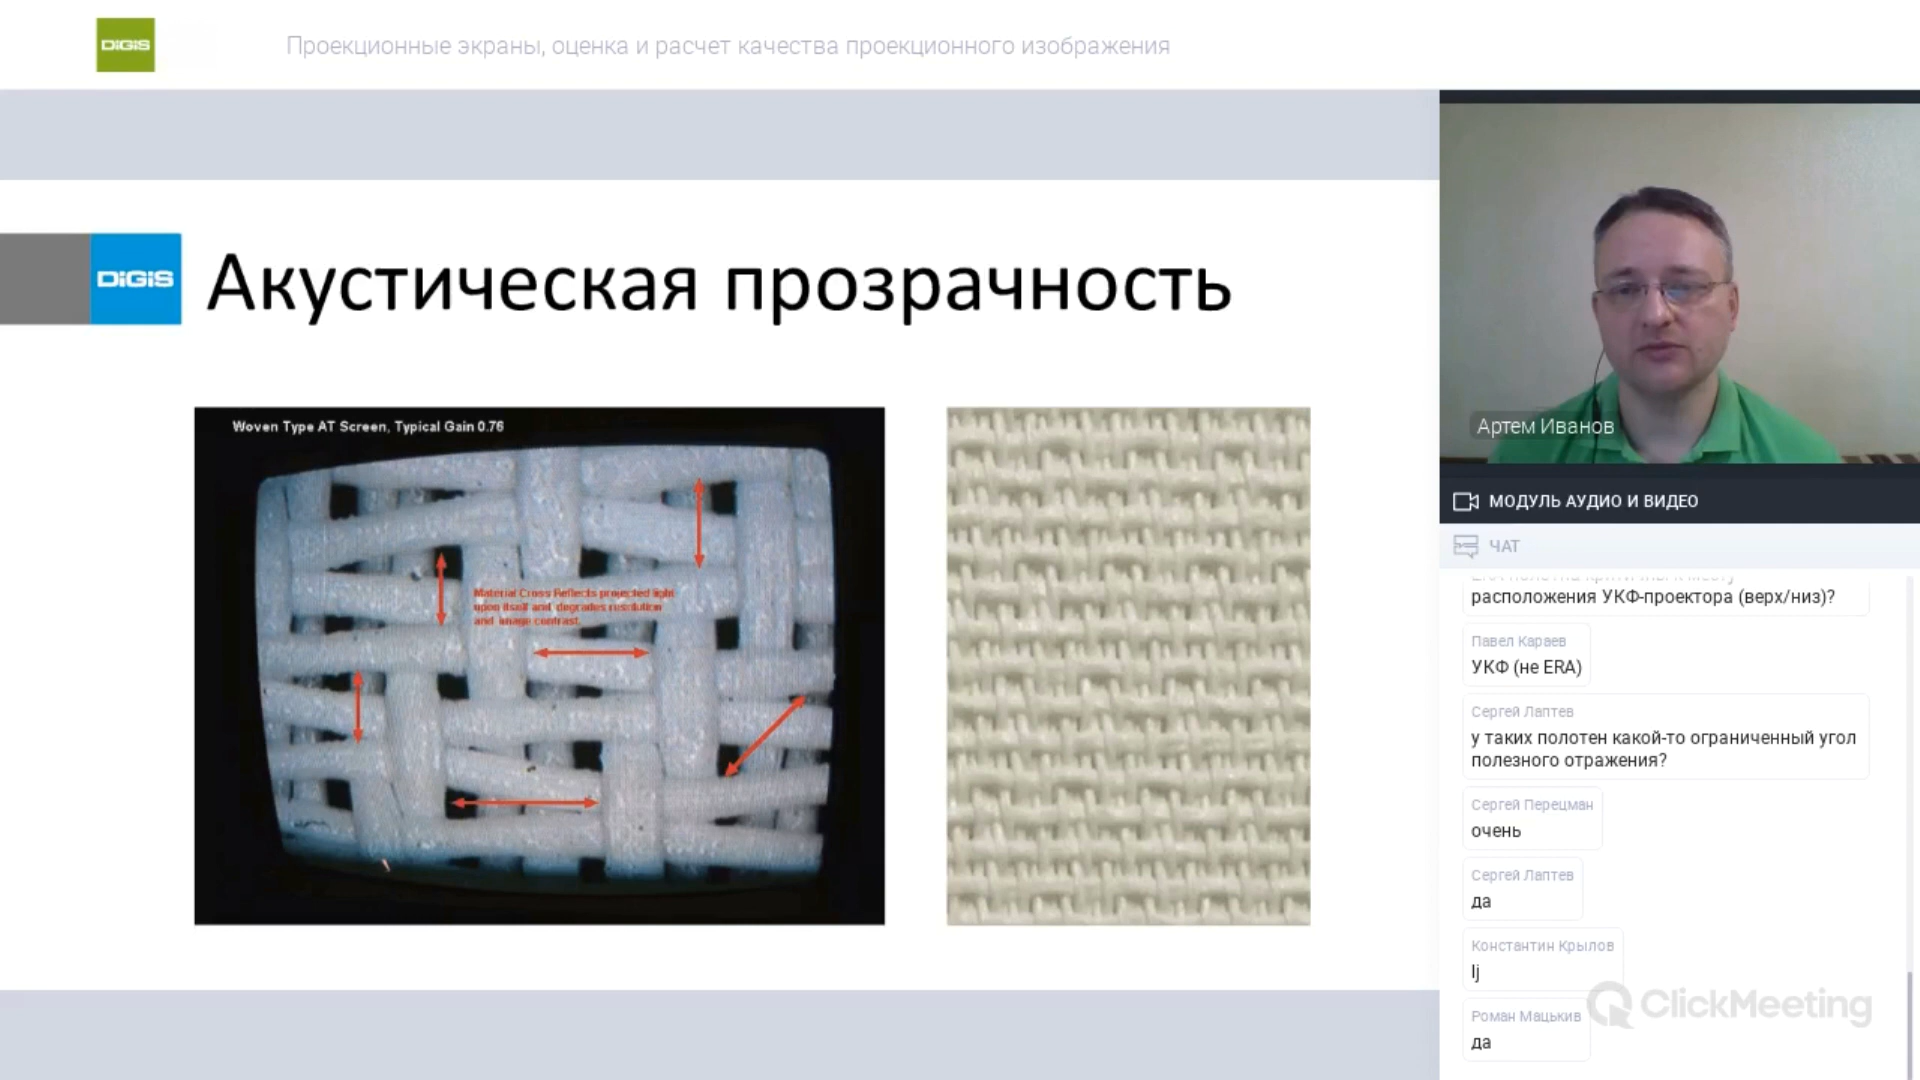 DIGIS
Проекционные экраны, оценка и расчет качества проекционного изображения
DIGIS
Акустическая прозрачность
Woven Type AT Screen, Typical Gain 0.76
Material Cross Reflects projected light
upon itself and degrades resolution
and image contrast.
Артем Иванов
МОДУЛЬ АУДИО И ВИДЕО
ЧАТ
расположения УКФ-проектора (верх/низ)?
Павел Караев
УКФ (не ERA)
Сергей Лаптев
у таких полотен какой-то ограниченный угол
полезного отражения?
Сергей Перецман
очень
Сергей Лаптев
да
Константин Крылов
lj
Роман Мацькив
да
ClickMeeting